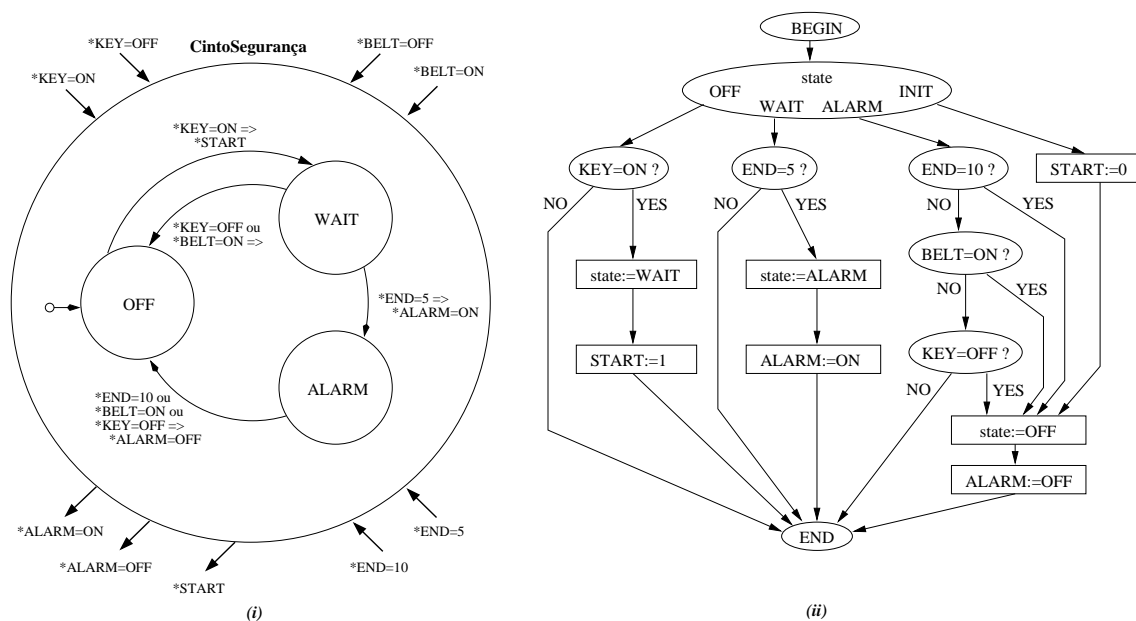 *KEY=OFF
CintoSegurança
*BELT=OFF
*KEY=ON
*BELT=ON
*KEY=ON =>
*START
WAIT
*KEY=OFF ou
*BELT=ON =>
OFF
*END=5 =>
*ALARM=ON
ALARM
*END=10 ou
*BELT=ON ou
*KEY=OFF =>
*ALARM=OFF
*ALARM=ON
*END=5
*ALARM=OFF
*END=10
*START
(i)
BEGIN
state
OFF
INIT
WAIT
ALARM
KEY=ON ?
END=5 ?
END=10 ?
START:=0
NO
YES
NO
YES
NO
YES
BELT=ON ?
state:=WAIT
state:=ALARM
NO
YES
START:=1
ALARM:=ON
KEY=OFF ?
NO
YES
state:=OFF
ALARM:=OFF
END
(ii)